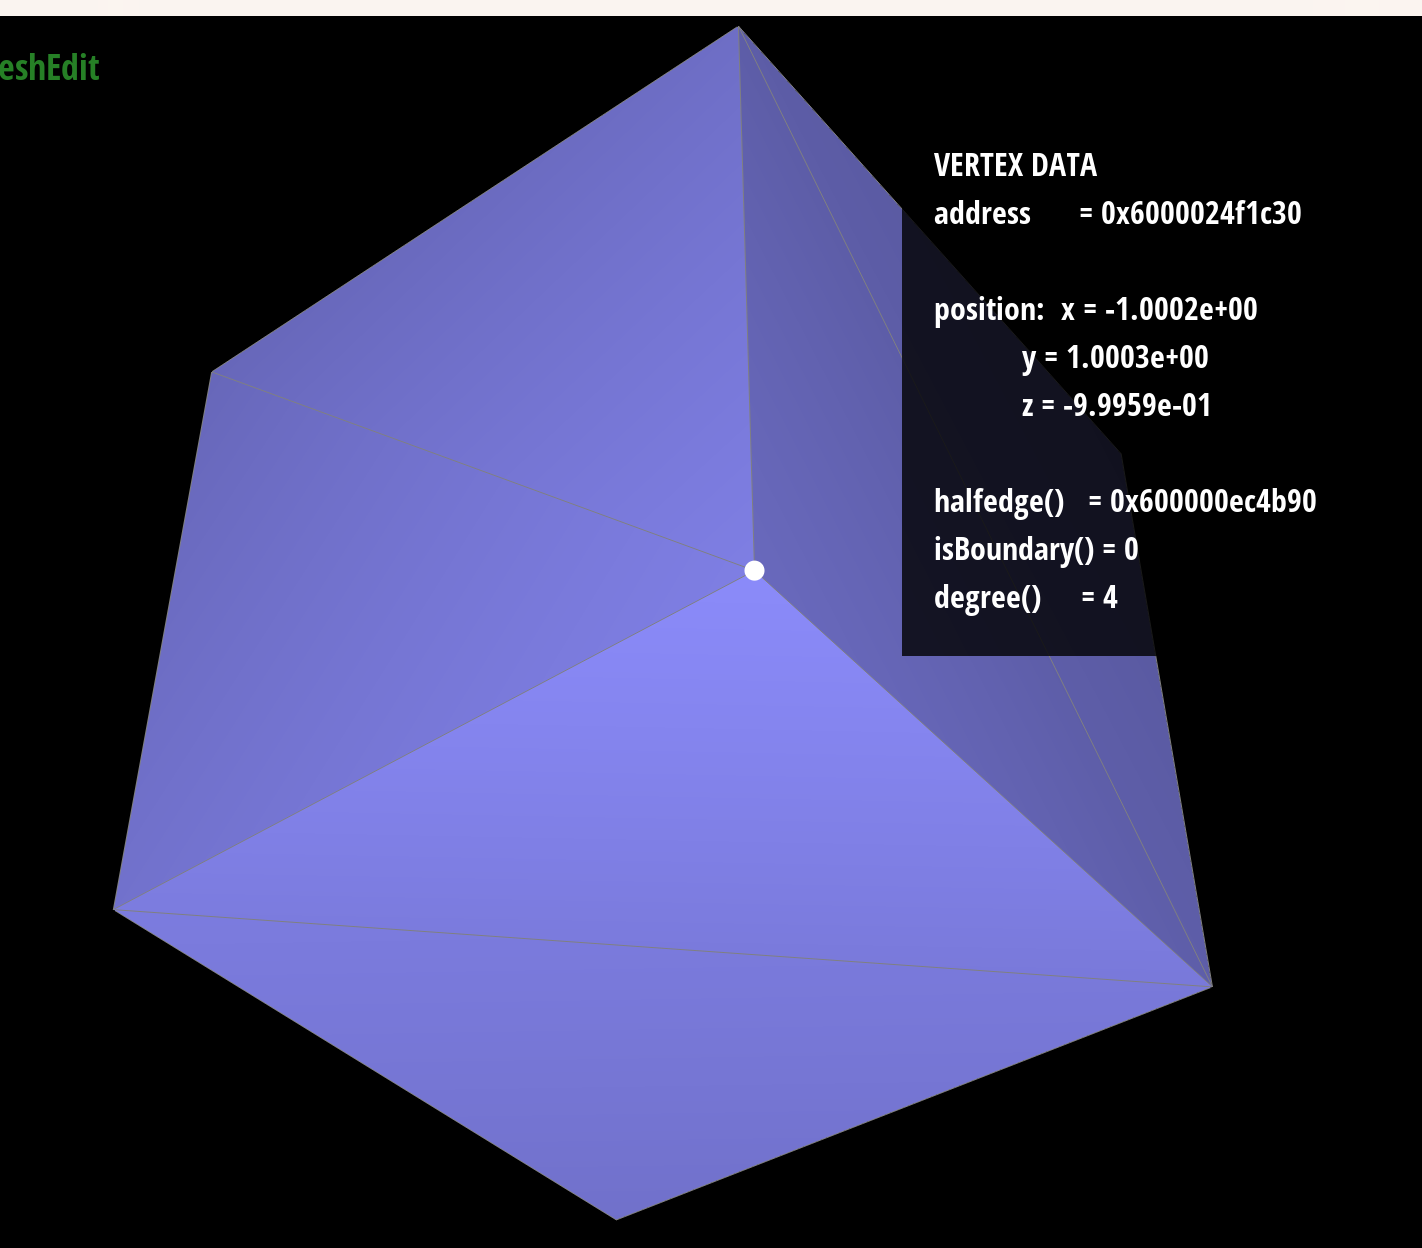 eshEdit
VERTEX DATA
address = 0x6000024f1c30
position: x = -1.0002e+00
y = 1.0003e+00
z = -9.9959e-01
halfedge() = 0x600000ec4b90
isBoundary() = 0
degree() = 4